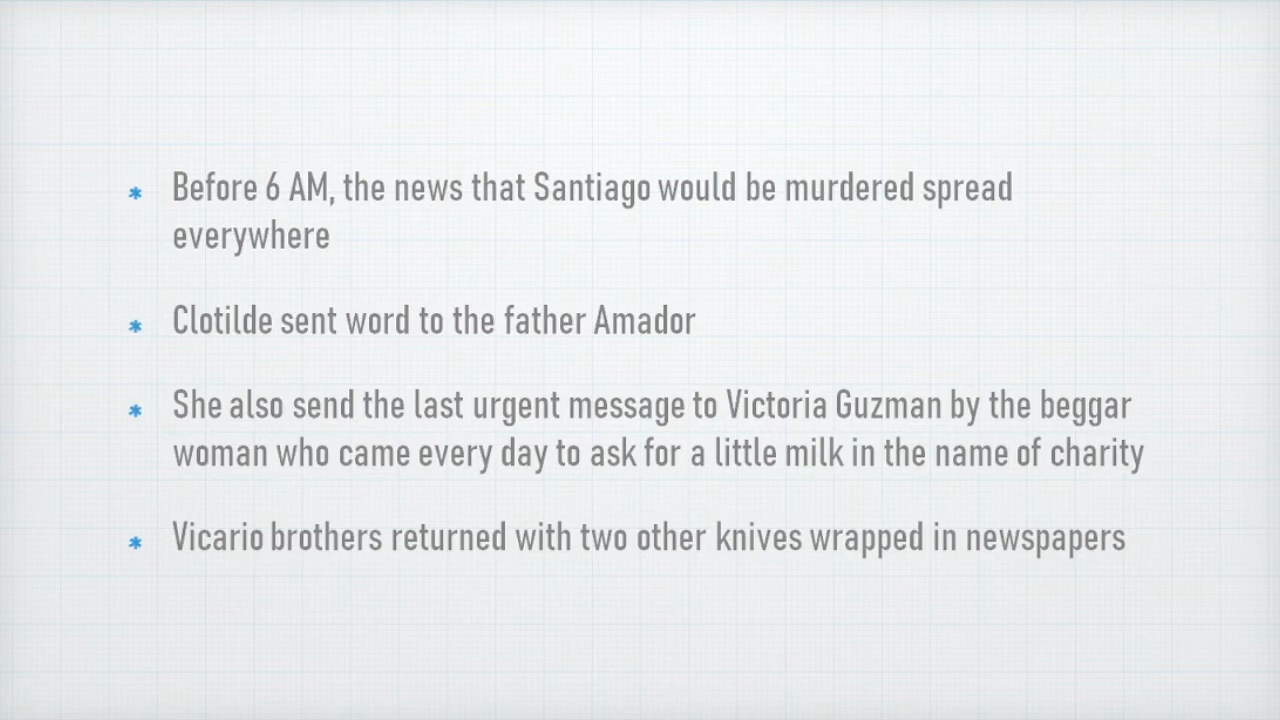 * Before 6 AM, the news that Santiago would be murdered spread
everywhere
* Clotilde sent word to the father Amador
* She also send the last urgent message to Victoria Guzman by the beggar
woman who came every day to ask for a little milk in the name of charity
* Vicario brothers returned with two other knives wrapped in newspapers